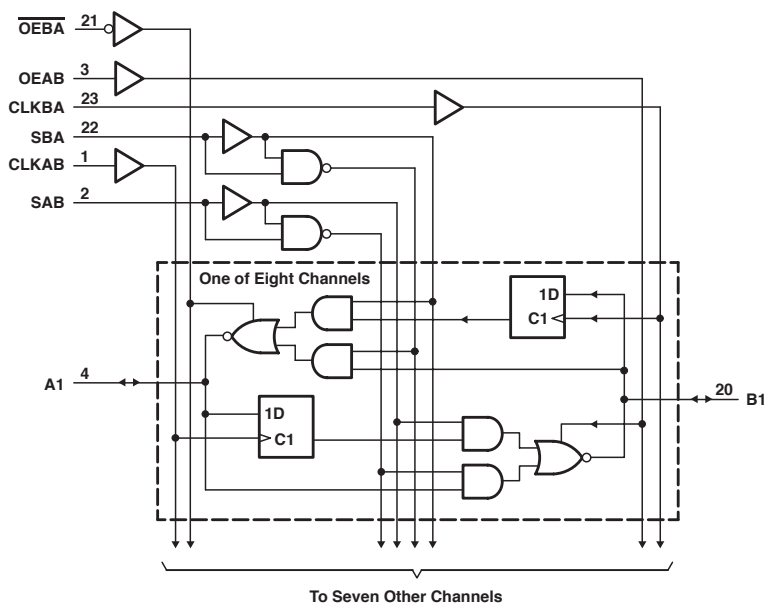 OEBA 21
OEAB 3
CLKBA 23
SBA 22
CLKAB 1
SAB 2
One of Eight Channels
1D
C1
A1 4
20 B1
1D
C1
To Seven Other Channels